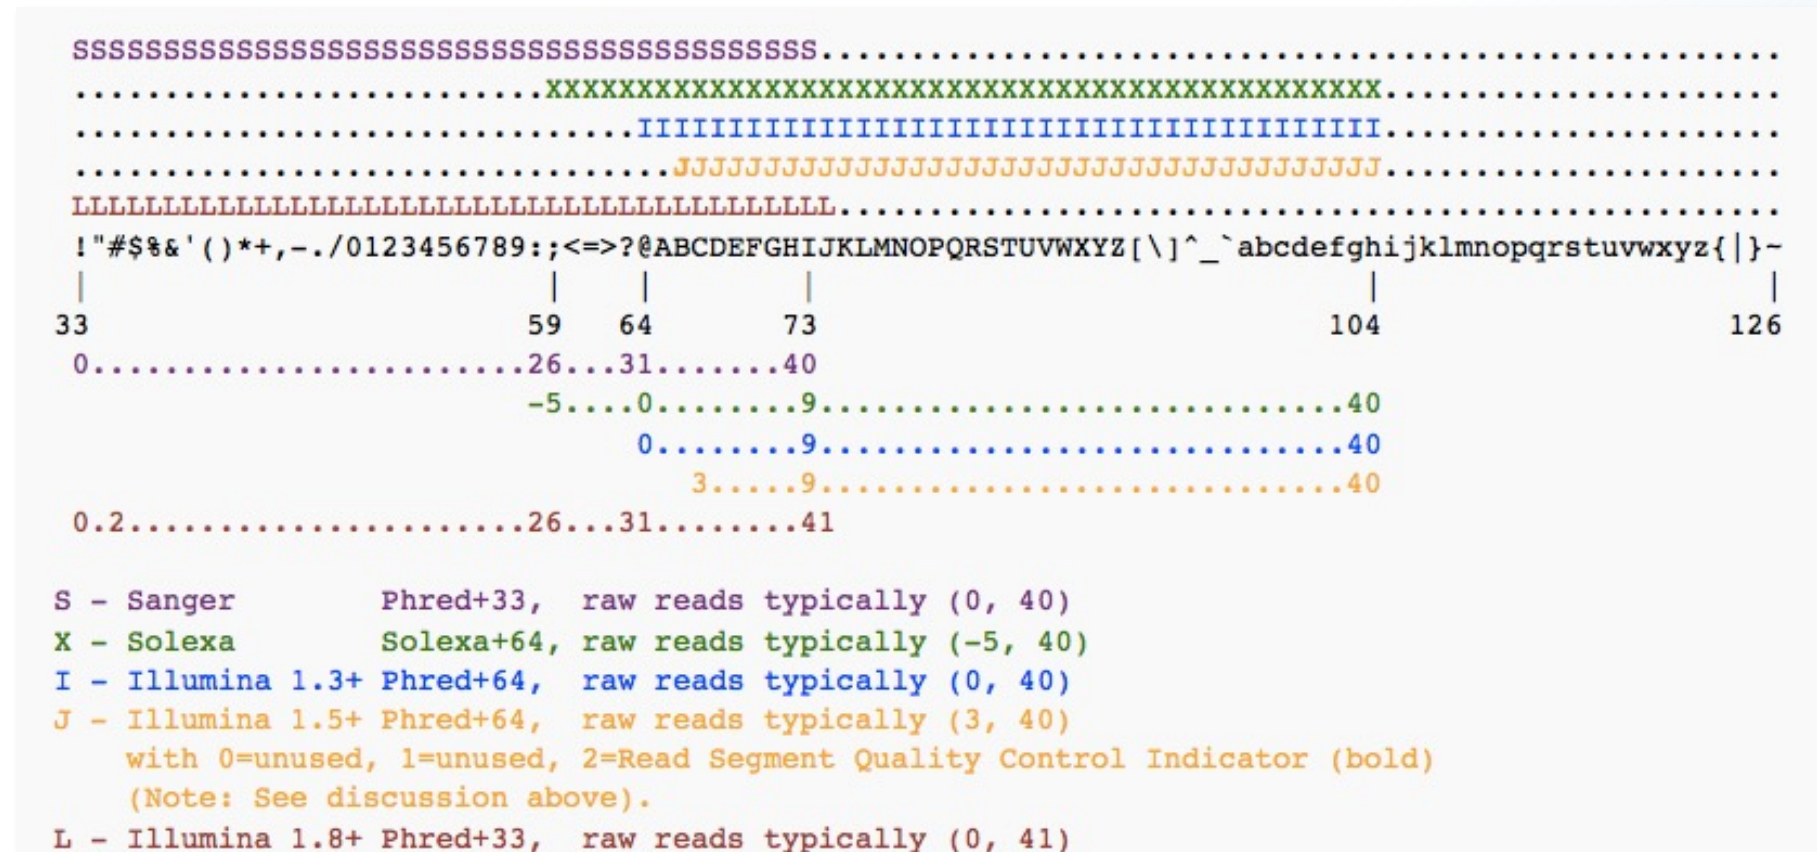 SSSSSSSSSSSSSSSSSSSSSSSSSSSSSSSSSSSSSSSSS.....................................................
..........................XXXXXXXXXXXXXXXXXXXXXXXXXXXXXXXXXXXXXXXXXXXXXX......................
...............................IIIIIIIIIIIIIIIIIIIIIIIIIIIIIIIIIIIIIIIII......................
.................................JJJJJJJJJJJJJJJJJJJJJJJJJJJJJJJJJJJJJJJ......................
LLLLLLLLLLLLLLLLLLLLLLLLLLLLLLLLLLLLLLLLLL....................................................
!"#$%&'()*+,-./0123456789:;<=>?@ABCDEFGHIJKLMNOPQRSTUVWXYZ[\]^_`abcdefghijklmnopqrstuvwxyz{|}~
| | | | | |
33 59 64 73 104 126
0........................26...31.......40
-5....0........9.............................40
0........9.............................40
3.....9.............................40
0.2......................26...31........41
S - Sanger Phred+33, raw reads typically (0, 40)
X - Solexa Solexa+64, raw reads typically (-5, 40)
I - Illumina 1.3+ Phred+64, raw reads typically (0, 40)
J - Illumina 1.5+ Phred+64, raw reads typically (3, 40)
with 0=unused, 1=unused, 2=Read Segment Quality Control Indicator (bold)
(Note: See discussion above).
L - Illumina 1.8+ Phred+33, raw reads typically (0, 41)